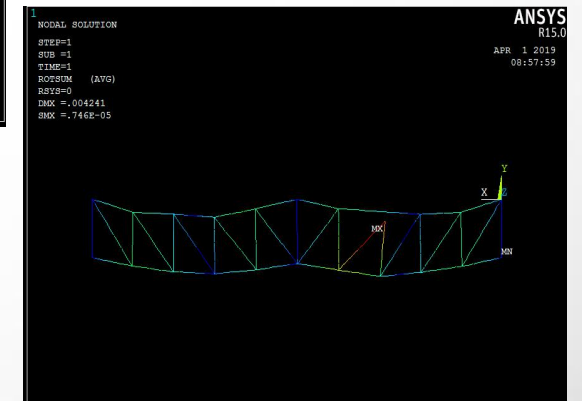 1
NODAL SOLUTION
STEP=1
SUB =1
TIME=1
ROTSUM (AVG)
RSYS=0
DMX =.004241
SMX =.746E-05
ANSYS
R15.0
APR 1 2019
08:57:59
Y
X Z
MX
MN